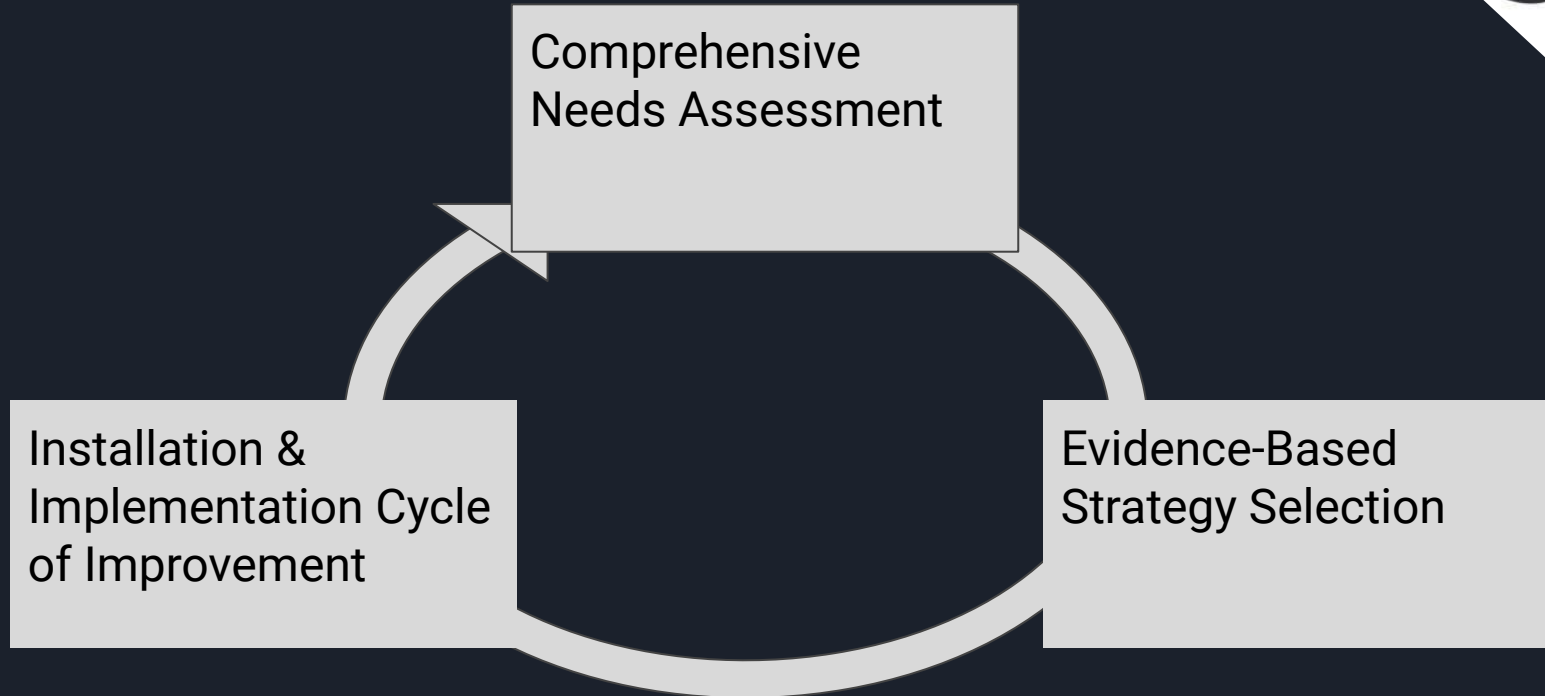 Comprehensive
Needs Assessment
Installation &
Implementation Cycle
of Improvement
Evidence-Based
Strategy Selection